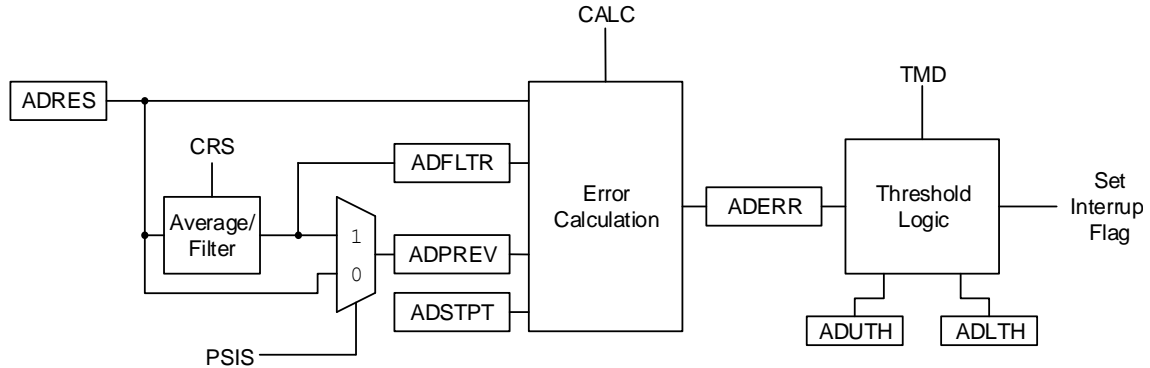 CALC
TMD
ADRES
CRS
ADFLTR
Average/
Filter
1
0
ADPREV
ADSTPT
PSIS
Error
Calculation
ADERR
Threshold
Logic
Set
Interrup
Flag
ADUTH
ADLTH